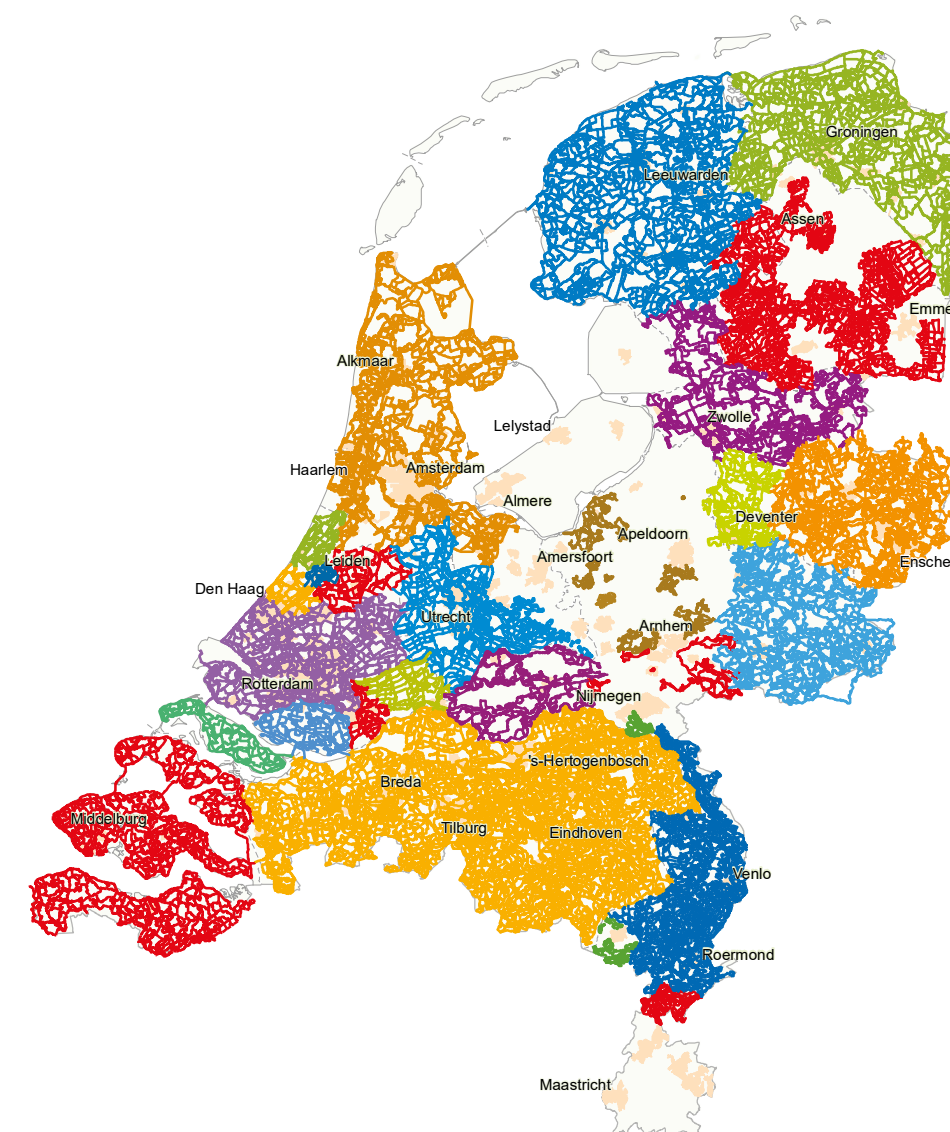 Groningen
Leeuwarden
Assen
Emme
Alkmaar
Zwolle
Lelystad
Haarlem
Amsterdam
Almere
Deventer
Apeldoorn
Amersfoort
Leiden
Ensche
Den Haag
Utrecht
Arnhem
Rotterdam
Nijmegen
's-Hertogenbosch
Breda
Middelburg
Tilburg
Eindhoven
Venlo
Roermond
Maastricht